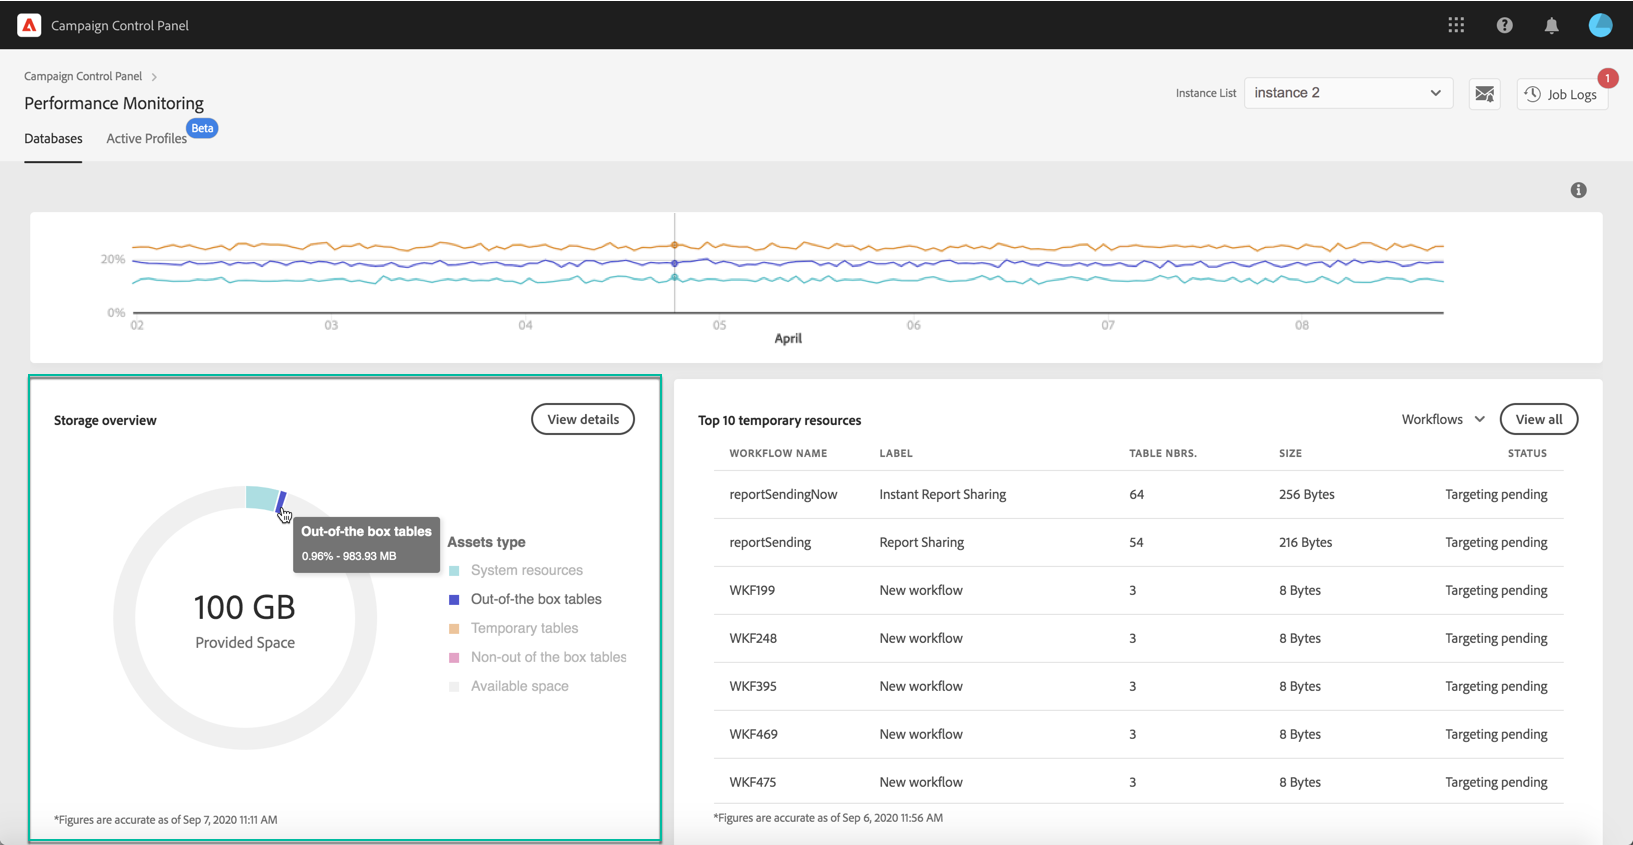 Campaign Control Panel
Campaign Control Panel
Performance Monitoring
Instance List
instance 2
Job Logs
1
Databases
Active Profiles
Beta
20%
0%
02 03 04 05 06 07 08
April
Storage overview
View details
Out-of-the box tables
0.96% - 983.93 MB
100 GB
Provided Space
Assets type
System resources
Out-of-the box tables
Temporary tables
Non-out of the box tables
Available space
*Figures are accurate as of Sep 7, 2020 11:11 AM
Top 10 temporary resources
Workflows
View all
WORKFLOW NAME LABEL TABLE NBRS. SIZE STATUS
reportSendingNow Instant Report Sharing 64 256 Bytes Targeting pending
reportSending Report Sharing 54 216 Bytes Targeting pending
WKF199 New workflow 3 8 Bytes Targeting pending
WKF248 New workflow 3 8 Bytes Targeting pending
WKF395 New workflow 3 8 Bytes Targeting pending
WKF469 New workflow 3 8 Bytes Targeting pending
WKF475 New workflow 3 8 Bytes Targeting pending
*Figures are accurate as of Sep 6, 2020 11:56 AM